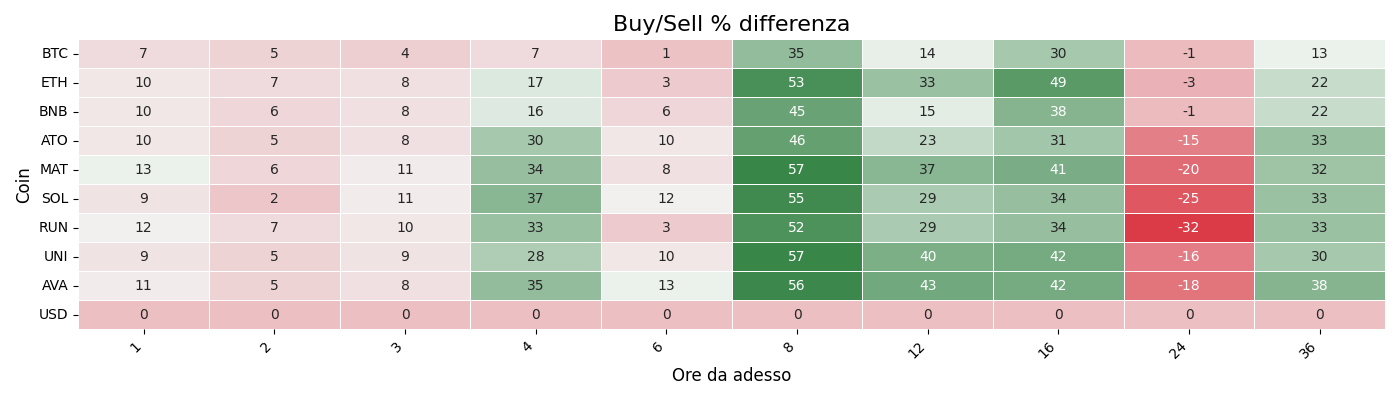 Buy/Sell % differenza
Coin
BTC 7 5 4 7 1 35 14 30 -1 13
ETH 10 7 8 17 3 53 33 49 -3 22
BNB 10 6 8 16 6 45 15 38 -1 22
ATO 10 5 8 30 10 46 23 31 -15 33
MAT 13 6 11 34 8 57 37 41 -20 32
SOL 9 2 11 37 12 55 29 34 -25 33
RUN 12 7 10 33 3 52 29 34 -32 33
UNI 9 5 9 28 10 57 40 42 -16 30
AVA 11 5 8 35 13 56 43 42 -18 38
USD 0 0 0 0 0 0 0 0 0 0
1 2 3 4 6 8 12 16 24 36
Ore da adesso